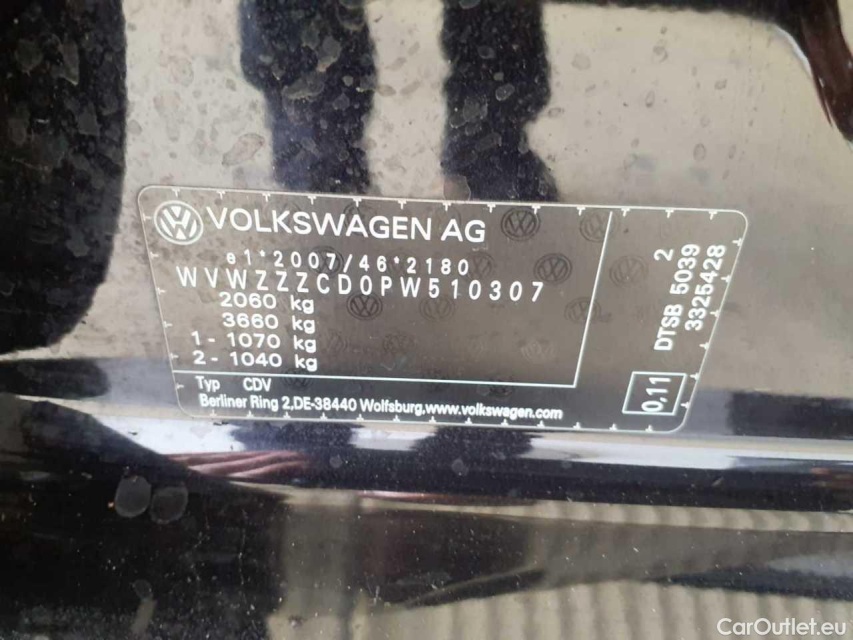 VOLKSWAGEN AG
e1*2007/46*2180
WVWZZZCD0PW510307
2060 kg
3660 kg
1 - 1070 kg
2 - 1040 kg
Typ CDV
Berliner Ring 2,DE-38440 Wolfsburg,www.volkswagen.com
2
DTSB 5039
3325428
0,11
CarOutlet.eu